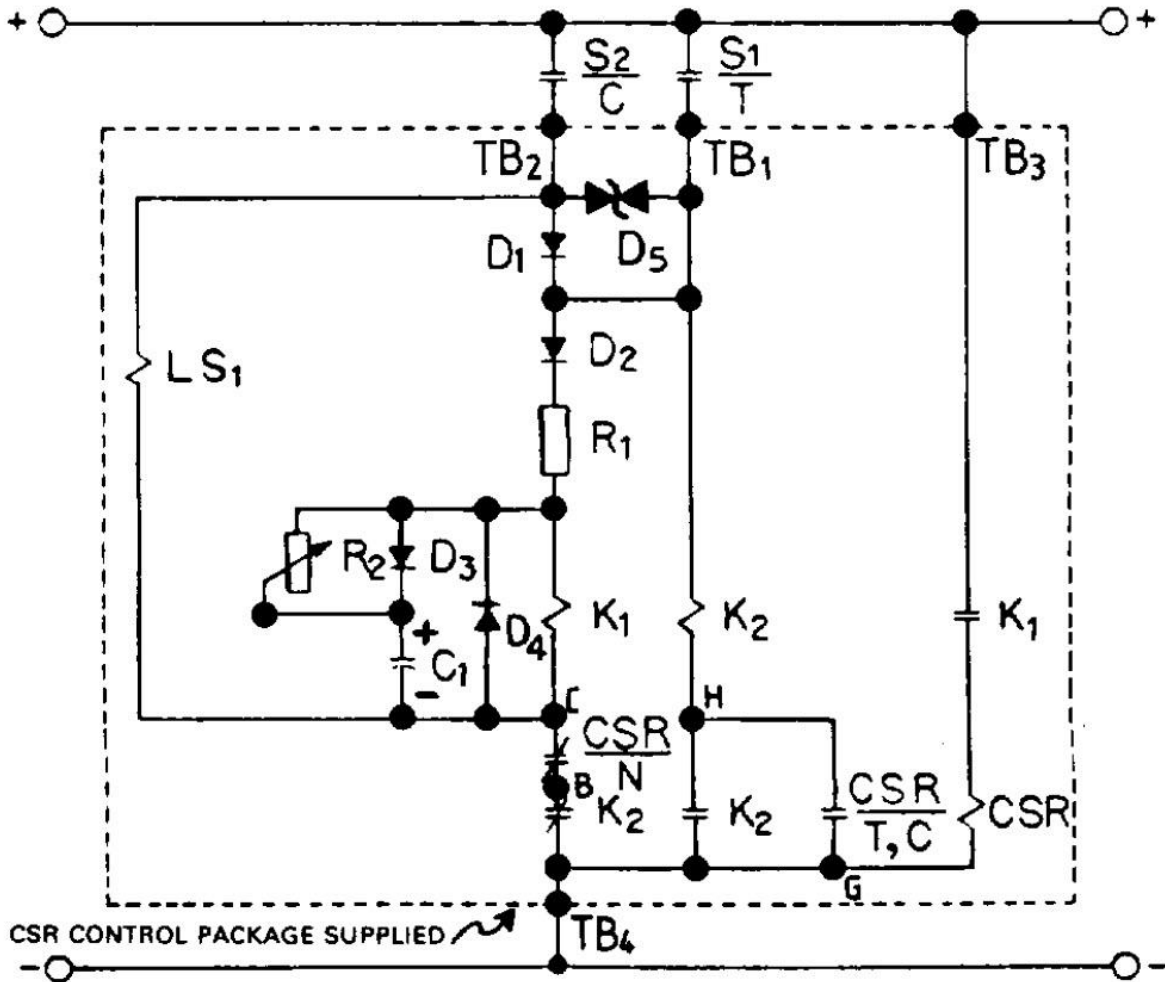 + +
S2/C S1/T
TB2 TB1 TB3
D1 D5
D2
LS1
R1
R2 D3
K1 K2 K1
+ D4
C1
-
C H
CSR/N
B
K2 K2 CSR/T, C CSR
G
CSR CONTROL PACKAGE SUPPLIED TB4
- -